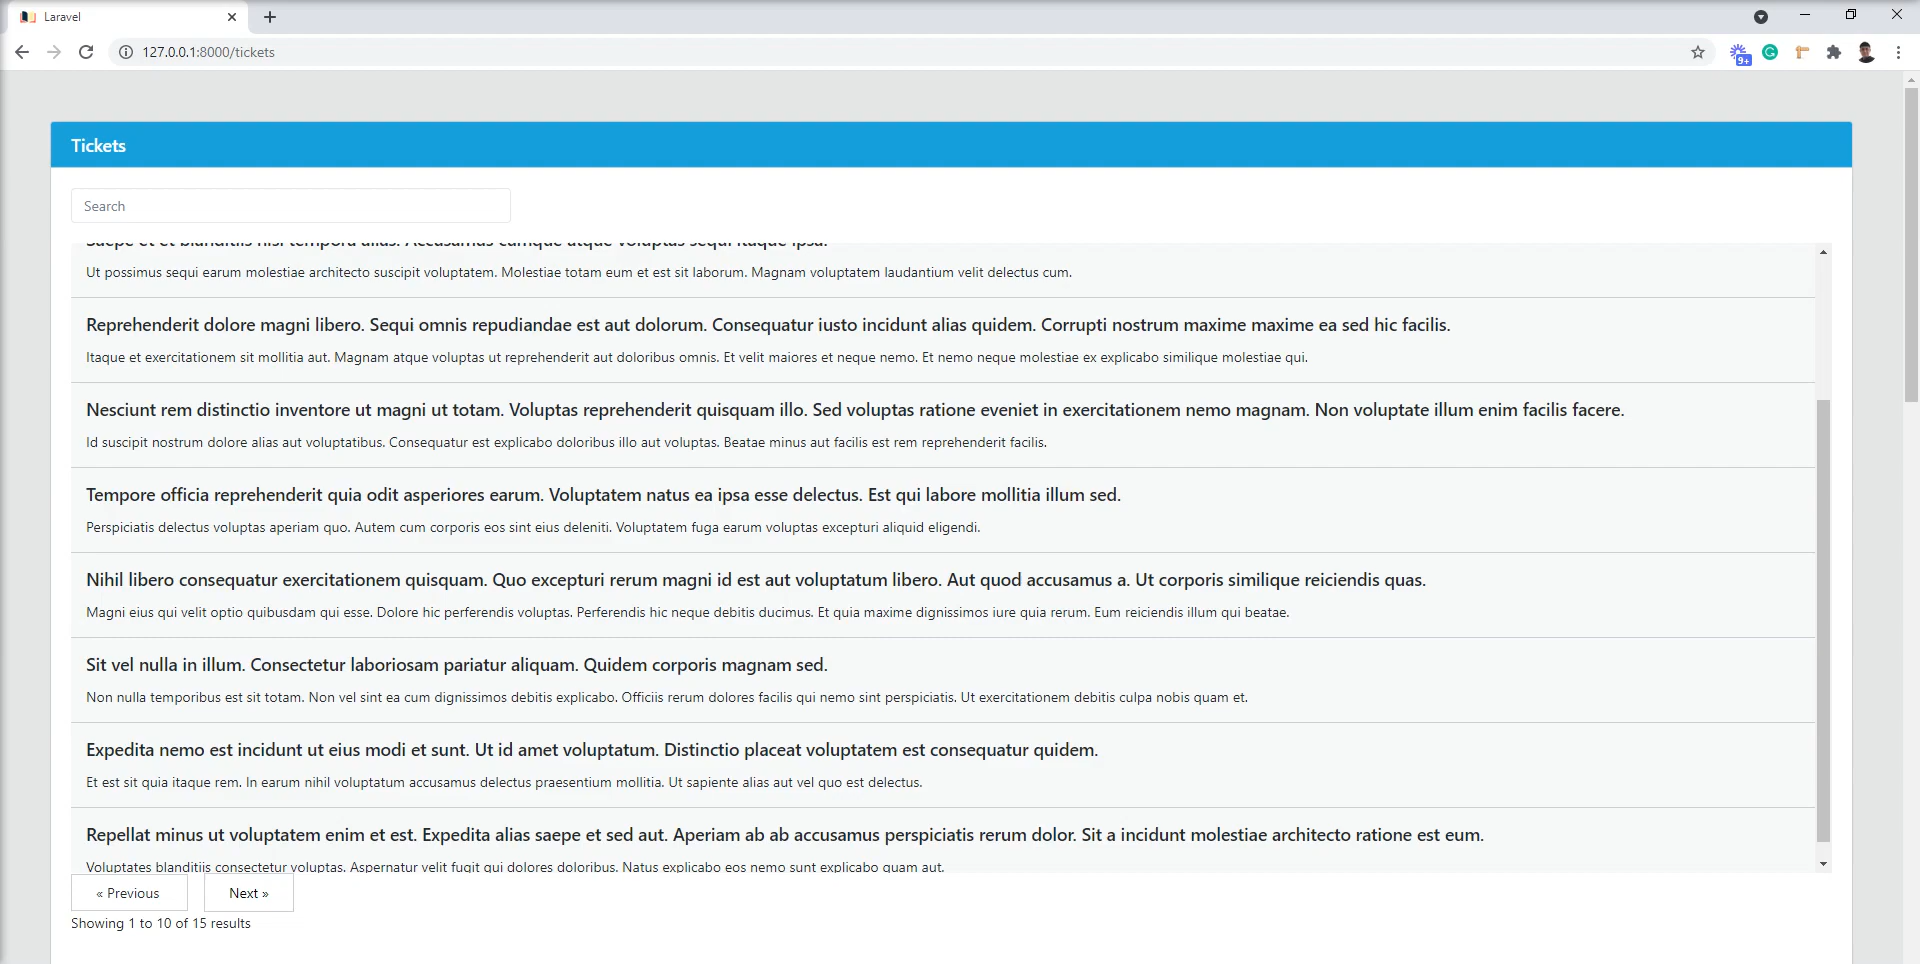 Laravel
127.0.0.1:8000/tickets
9+
Tickets
Search
Saepe et et blanditiis nisi tempora alias. Accusamus cumque atque voluptas sequi itaque ipsa.
Ut possimus sequi earum molestiae architecto suscipit voluptatem. Molestiae totam eum et est sit laborum. Magnam voluptatem laudantium velit delectus cum.
Reprehenderit dolore magni libero. Sequi omnis repudiandae est aut dolorum. Consequatur iusto incidunt alias quidem. Corrupti nostrum maxime maxime ea sed hic facilis.
Itaque et exercitationem sit mollitia aut. Magnam atque voluptas ut reprehenderit aut doloribus omnis. Et velit maiores et neque nemo. Et nemo neque molestiae ex explicabo similique molestiae qui.
Nesciunt rem distinctio inventore ut magni ut totam. Voluptas reprehenderit quisquam illo. Sed voluptas ratione eveniet in exercitationem nemo magnam. Non voluptate illum enim facilis facere.
Id suscipit nostrum dolore alias aut voluptatibus. Consequatur est explicabo doloribus illo aut voluptas. Beatae minus aut facilis est rem reprehenderit facilis.
Tempore officia reprehenderit quia odit asperiores earum. Voluptatem natus ea ipsa esse delectus. Est qui labore mollitia illum sed.
Perspiciatis delectus voluptas aperiam quo. Autem cum corporis eos sint eius deleniti. Voluptatem fuga earum voluptas excepturi aliquid eligendi.
Nihil libero consequatur exercitationem quisquam. Quo excepturi rerum magni id est aut voluptatum libero. Aut quod accusamus a. Ut corporis similique reiciendis quas.
Magni eius qui velit optio quibusdam qui esse. Dolore hic perferendis voluptas. Perferendis hic neque debitis ducimus. Et quia maxime dignissimos iure quia rerum. Eum reiciendis illum qui beatae.
Sit vel nulla in illum. Consectetur laboriosam pariatur aliquam. Quidem corporis magnam sed.
Non nulla temporibus est sit totam. Non vel sint ea cum dignissimos debitis explicabo. Officiis rerum dolores facilis qui nemo sint perspiciatis. Ut exercitationem debitis culpa nobis quam et.
Expedita nemo est incidunt ut eius modi et sunt. Ut id amet voluptatum. Distinctio placeat voluptatem est consequatur quidem.
Et est sit quia itaque rem. In earum nihil voluptatum accusamus delectus praesentium mollitia. Ut sapiente alias aut vel quo est delectus.
Repellat minus ut voluptatem enim et est. Expedita alias saepe et sed aut. Aperiam ab ab accusamus perspiciatis rerum dolor. Sit a incidunt molestiae architecto ratione est eum.
Voluptates blanditiis consectetur voluptas. Aspernatur velit fugit qui dolores doloribus. Natus explicabo eos nemo sunt explicabo quam aut.
« Previous
Next »
Showing 1 to 10 of 15 results